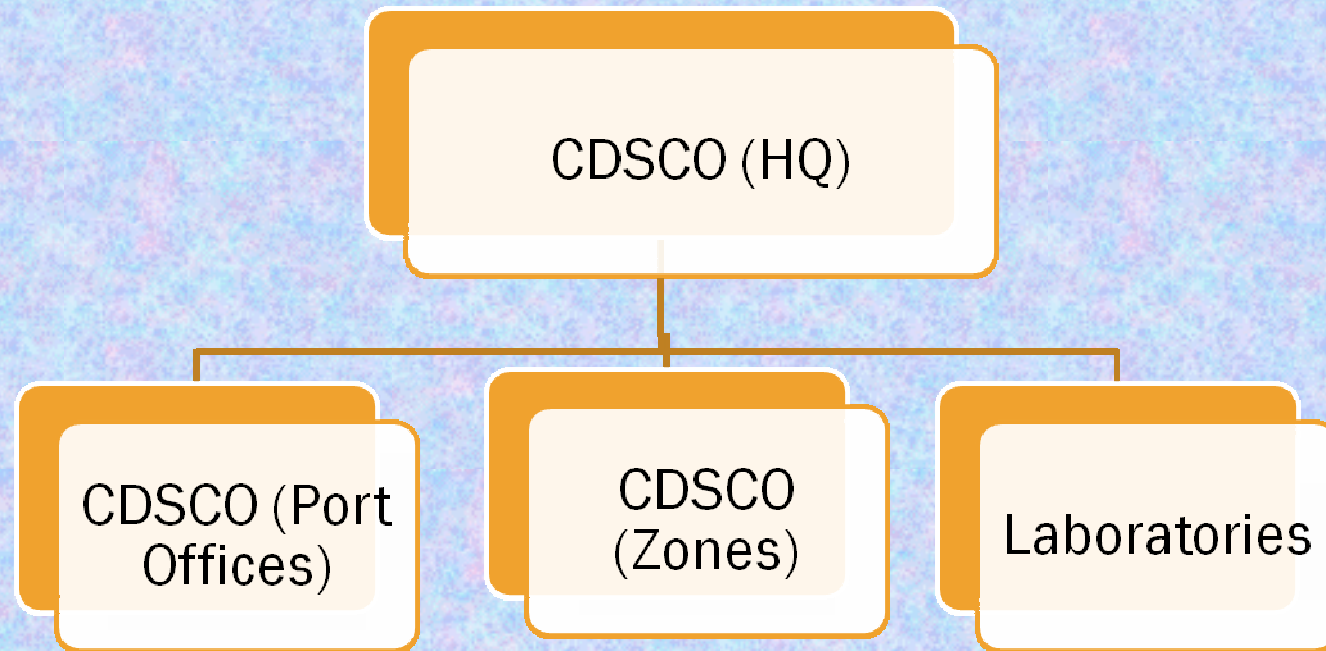 CDSCO (HQ)
CDSCO (Port
Offices)
CDSCO
(Zones)
Laboratories